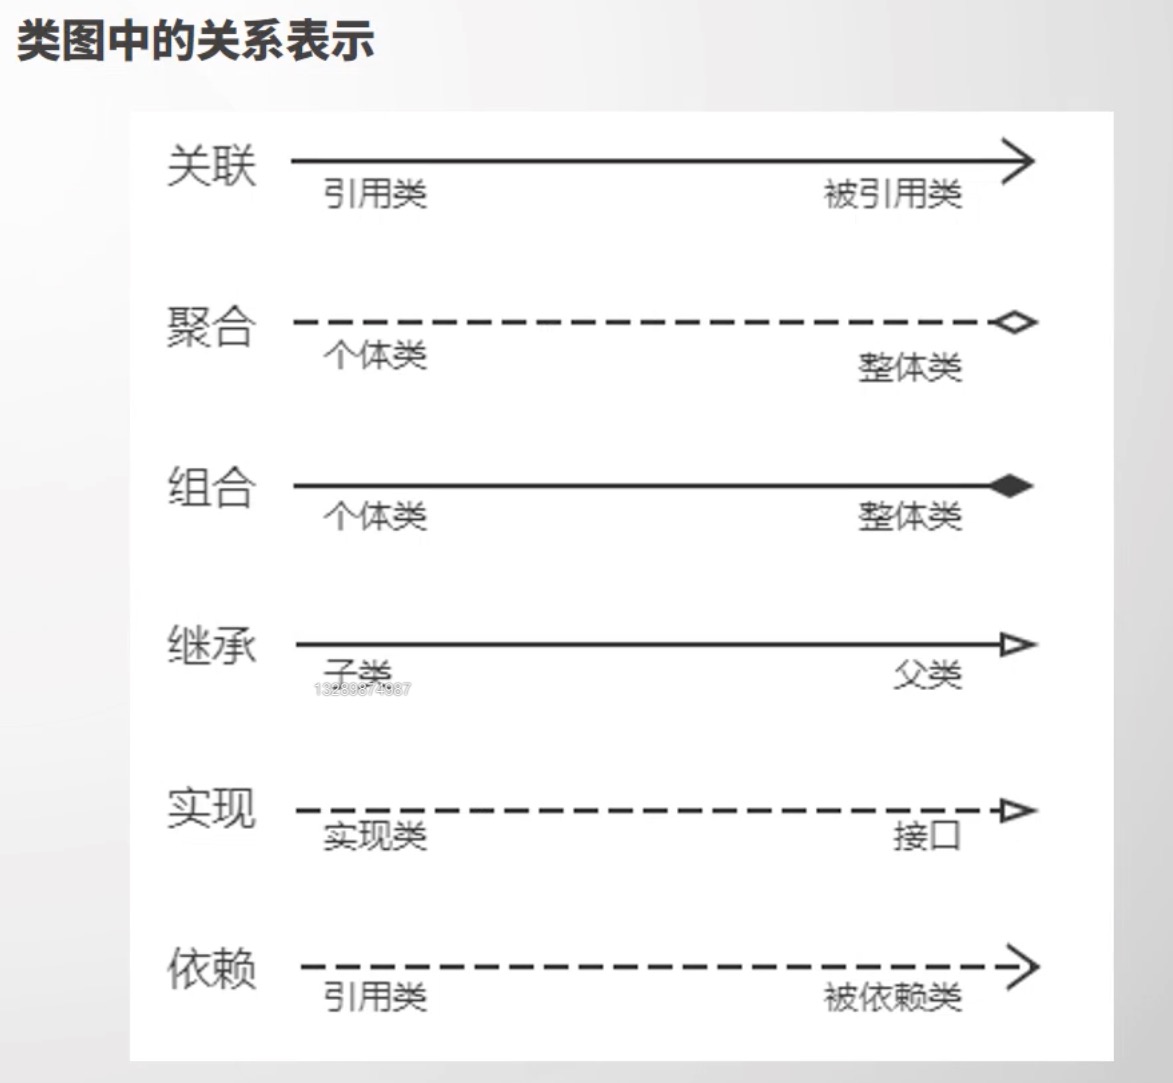 类图中的关系表示
关联
引用类 被引用类
聚合
个体类 整体类
组合
个体类 整体类
继承
子类 父类
实现
实现类 接口
依赖
引用类 被依赖类